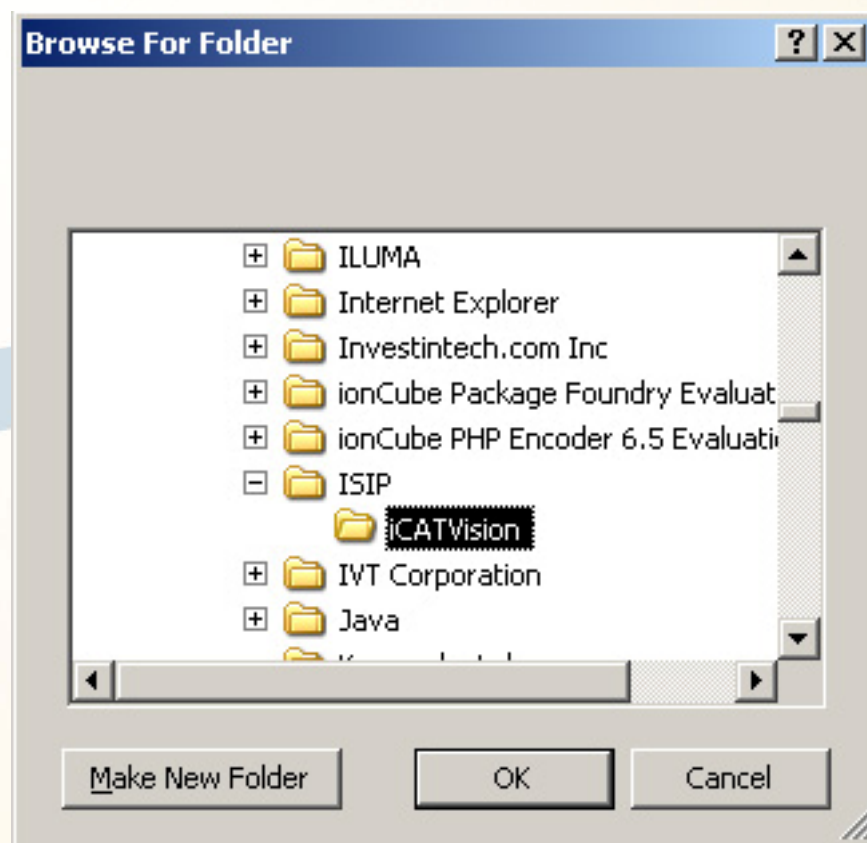 Browse For Folder
ILUMA
Internet Explorer
Investintech.com Inc
ionCube Package Foundry Evaluat
ionCube PHP Encoder 6.5 Evaluati
ISIP
iCATVision
IVT Corporation
Java
Make New Folder
OK
Cancel